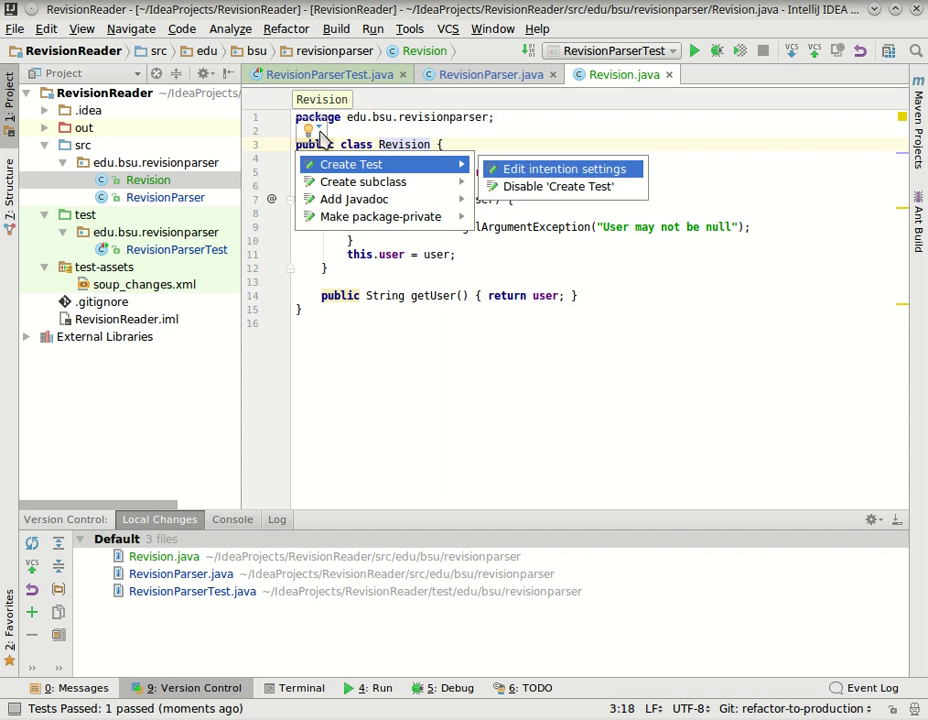 RevisionReader - [~/IdeaProjects/RevisionReader] - [RevisionReader] - ~/IdeaProjects/RevisionReader/src/edu/bsu/revisionparser/Revision.java - IntelliJ IDEA ...
File Edit View Navigate Code Analyze Refactor Build Run Tools VCS Window Help
RevisionReader src edu bsu revisionparser Revision RevisionParserTest
Project RevisionParserTest.java RevisionParser.java Revision.java
1: Project
7: Structure
2: Favorites
Maven Projects
Ant Build
RevisionReader ~/IdeaProjects/
.idea
out
src
edu.bsu.revisionparser
Revision
RevisionParser
test
edu.bsu.revisionparser
RevisionParserTest
test-assets
soup_changes.xml
.gitignore
RevisionReader.iml
External Libraries
Revision
1 package edu.bsu.revisionparser;
2
3 public class Revision {
4
5
6
7
9 glArgumentException("User may not be null");
10 }
11 this.user = user;
12 }
13
14 public String getUser() { return user; }
15 }
16
Create Test
Create subclass
Add Javadoc
Make package-private
Edit intention settings
Disable 'Create Test'
Version Control: Local Changes Console Log
Default 3 files
Revision.java ~/IdeaProjects/RevisionReader/src/edu/bsu/revisionparser
RevisionParser.java ~/IdeaProjects/RevisionReader/src/edu/bsu/revisionparser
RevisionParserTest.java ~/IdeaProjects/RevisionReader/test/edu/bsu/revisionparser
0: Messages 9: Version Control Terminal 4: Run 5: Debug 6: TODO Event Log
Tests Passed: 1 passed (moments ago) 3:18 LF UTF-8 Git: refactor-to-production